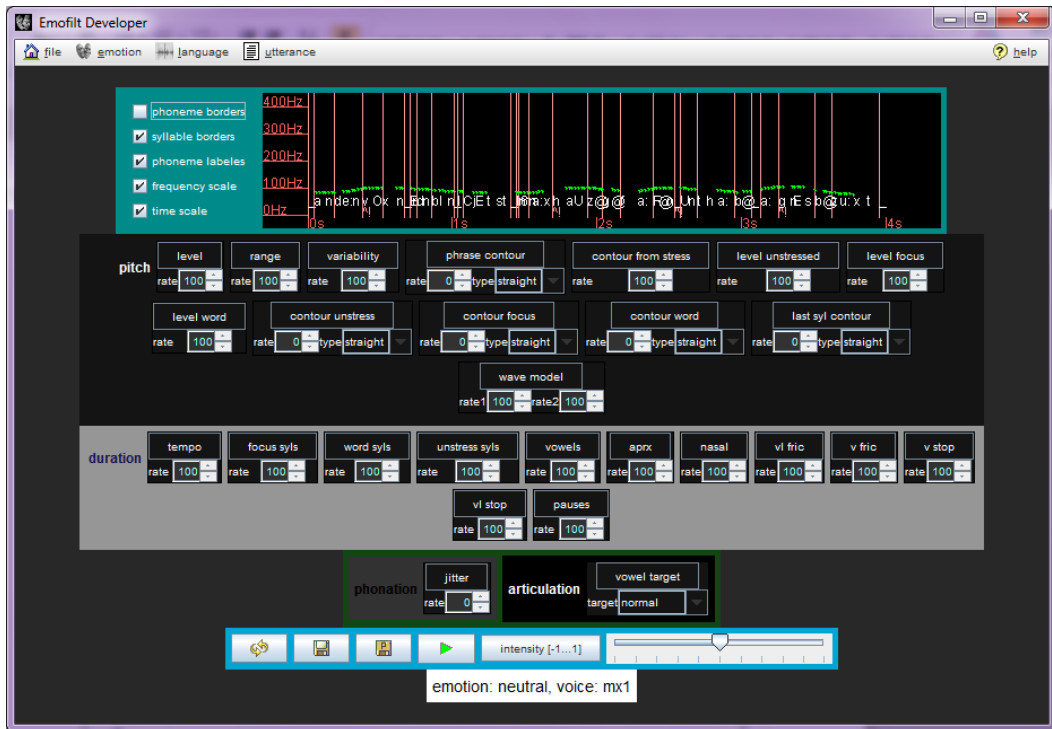 Emofilt Developer
file emotion language utterance help
phoneme borders
syllable borders
phoneme labeles
frequency scale
time scale
400Hz
300Hz
200Hz
100Hz
0Hz
0s 1s 2s 3s 4s
pitch
level range variability phrase contour contour from stress level unstressed level focus
rate 100 rate 100 rate 100 rate 0 type straight rate 100 rate 100 rate 100
level word contour unstress contour focus contour word last syl contour
rate 100 rate 0 type straight rate 0 type straight rate 0 type straight rate 0 type straight
wave model
rate1 100 rate2 100
duration
tempo focus syls word syls unstress syls vowels aprx nasal vl fric v fric v stop
rate 100 rate 100 rate 100 rate 100 rate 100 rate 100 rate 100 rate 100 rate 100 rate 100
vl stop pauses
rate 100 rate 100
phonation
jitter
rate 0
articulation
vowel target
target normal
P
intensity [-1...1]
emotion: neutral, voice: mx1